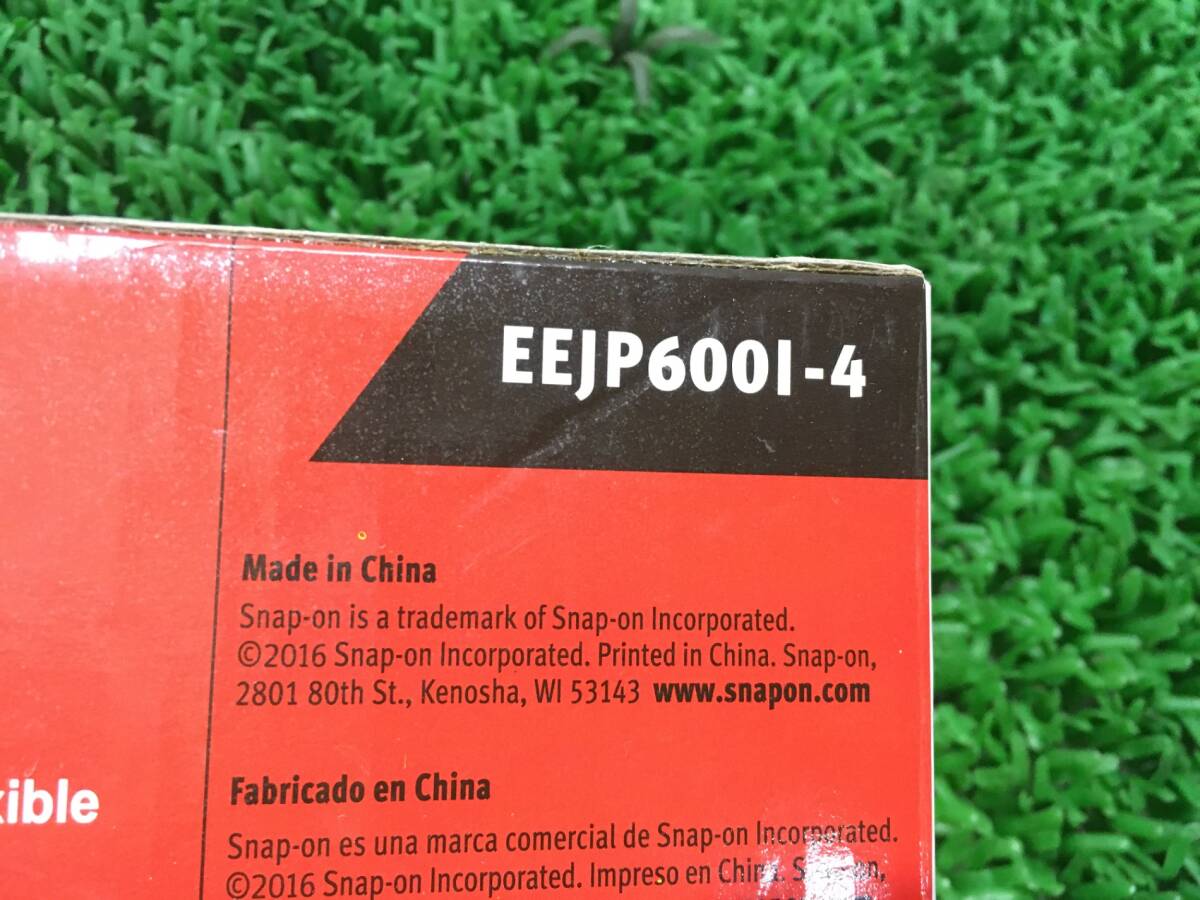 EEJP600I-4
Made in China
Snap-on is a trademark of Snap-on Incorporated.
©2016 Snap-on Incorporated. Printed in China. Snap-on,
2801 80th St., Kenosha, WI 53143 www.snapon.com
xible
Fabricado en China
Snap-on es una marca comercial de Snap-on Incorporated.
©2016 Snap-on Incorporated. Impreso en China. Snap-on,